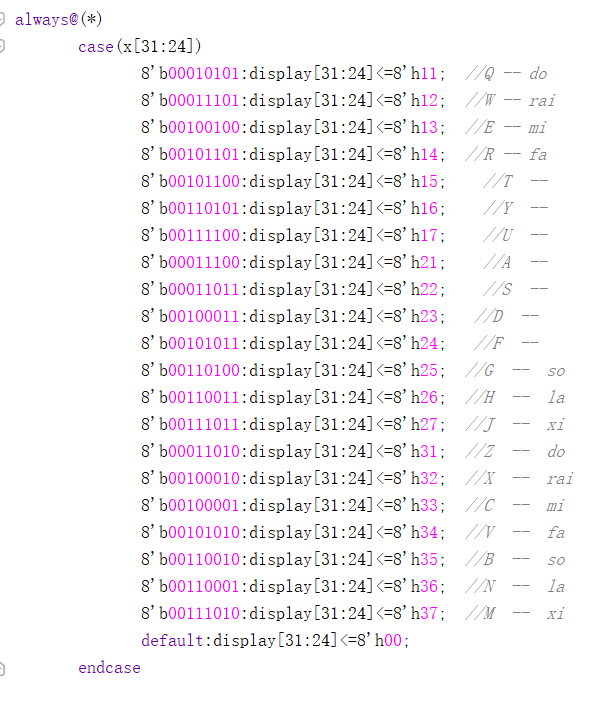 always@(*)
case(x[31:24])
8'b00010101:display[31:24]<=8'h11; //Q -- do
8'b00011101:display[31:24]<=8'h12; //W -- rai
8'b00100100:display[31:24]<=8'h13; //E -- mi
8'b00101101:display[31:24]<=8'h14; //R -- fa
8'b00101100:display[31:24]<=8'h15; //T --
8'b00110101:display[31:24]<=8'h16; //Y --
8'b00111100:display[31:24]<=8'h17; //U --
8'b00011100:display[31:24]<=8'h21; //A --
8'b00011011:display[31:24]<=8'h22; //S --
8'b00100011:display[31:24]<=8'h23; //D --
8'b00101011:display[31:24]<=8'h24; //F --
8'b00110100:display[31:24]<=8'h25; //G -- so
8'b00110011:display[31:24]<=8'h26; //H -- la
8'b00111011:display[31:24]<=8'h27; //J -- xi
8'b00011010:display[31:24]<=8'h31; //Z -- do
8'b00100010:display[31:24]<=8'h32; //X -- rai
8'b00100001:display[31:24]<=8'h33; //C -- mi
8'b00101010:display[31:24]<=8'h34; //V -- fa
8'b00110010:display[31:24]<=8'h35; //B -- so
8'b00110001:display[31:24]<=8'h36; //N -- la
8'b00111010:display[31:24]<=8'h37; //M -- xi
default:display[31:24]<=8'h00;
endcase